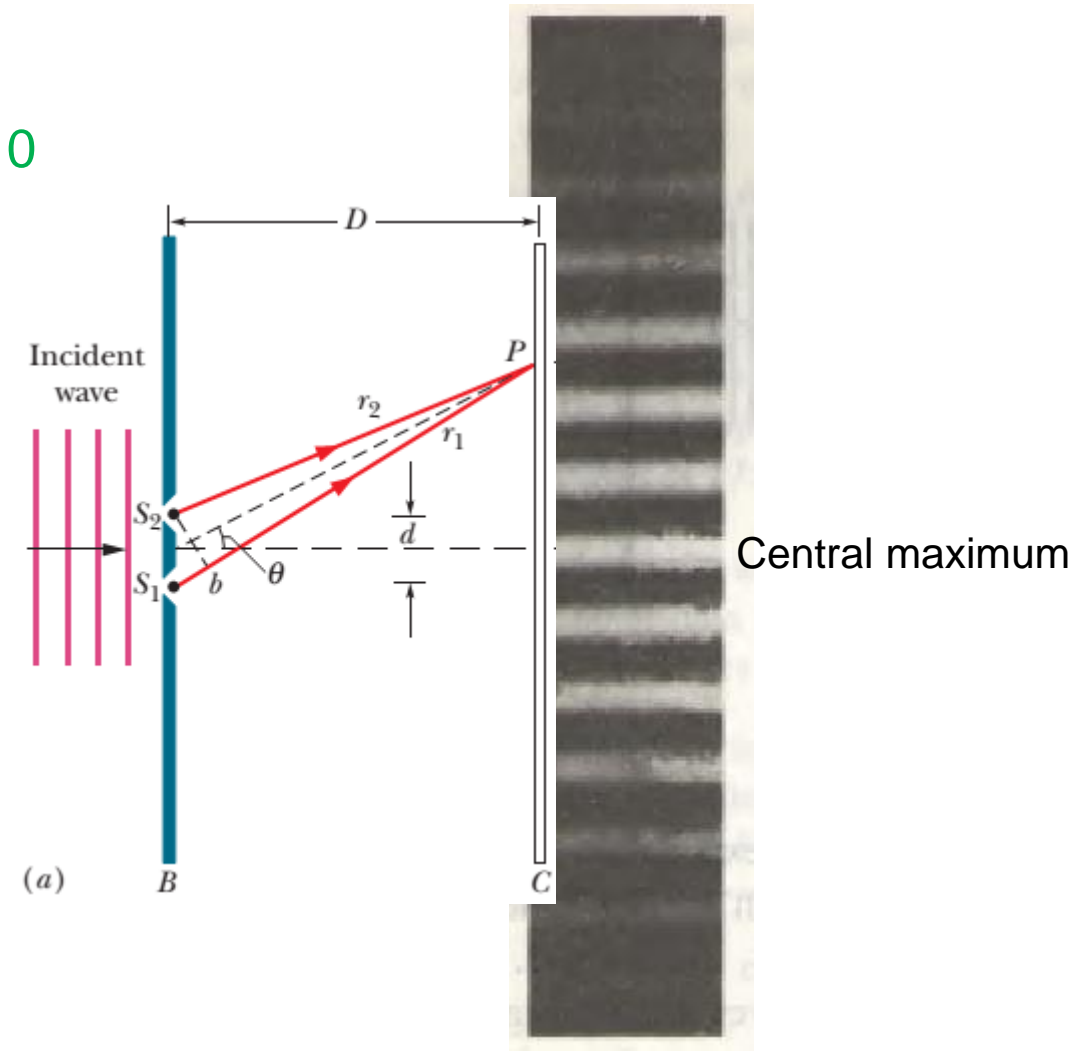 0
D
Incident
wave
P
r2
r1
S2
d
Central maximum
S1
b
θ
(a)
B
C